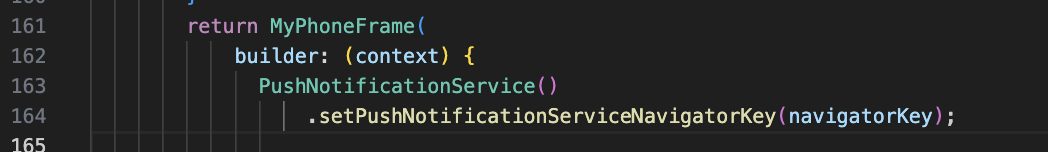 161 return MyPhoneFrame(
162 builder: (context) {
163 PushNotificationService()
164 .setPushNotificationServiceNavigatorKey(navigatorKey);
165